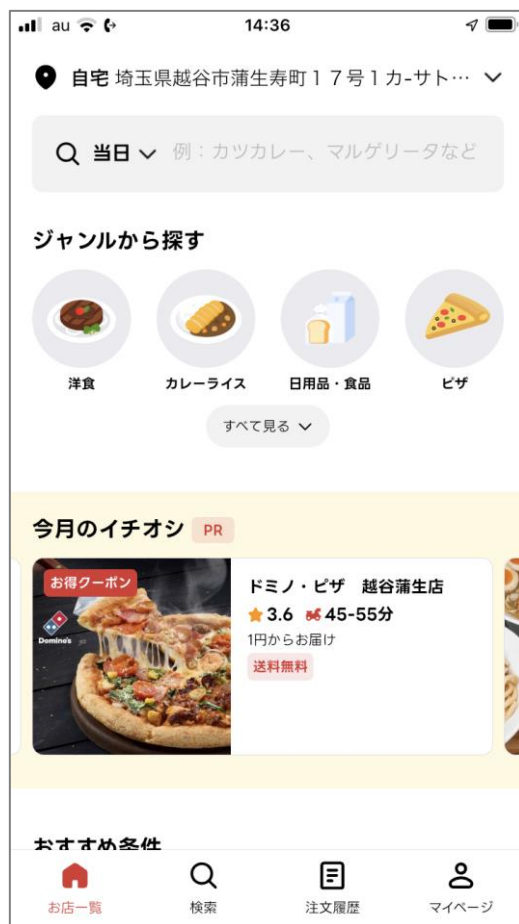 au 14:36
自宅 埼玉県越谷市蒲生寿町１７号１カ-サト…
当日 例：カツカレー、マルゲリータなど
ジャンルから探す
洋食 カレーライス 日用品・食品 ピザ
すべて見る
今月のイチオシ PR
お得クーポン
Domino's
ドミノ・ピザ　越谷蒲生店
3.6 45-55分
1円からお届け
送料無料
おすすめ条件
お店一覧 検索 注文履歴 マイページ